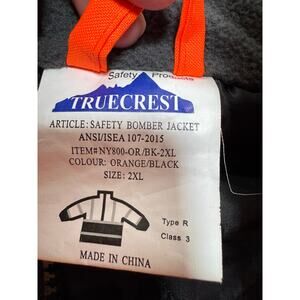 Safety Products
TRUECREST
ARTICLE: SAFETY BOMBER JACKET
ANSI/ISEA 107-2015
ITEM#NY800-OR/BK-2XL
COLOUR: ORANGE/BLACK
SIZE: 2XL
Type R
Class 3
MADE IN CHINA